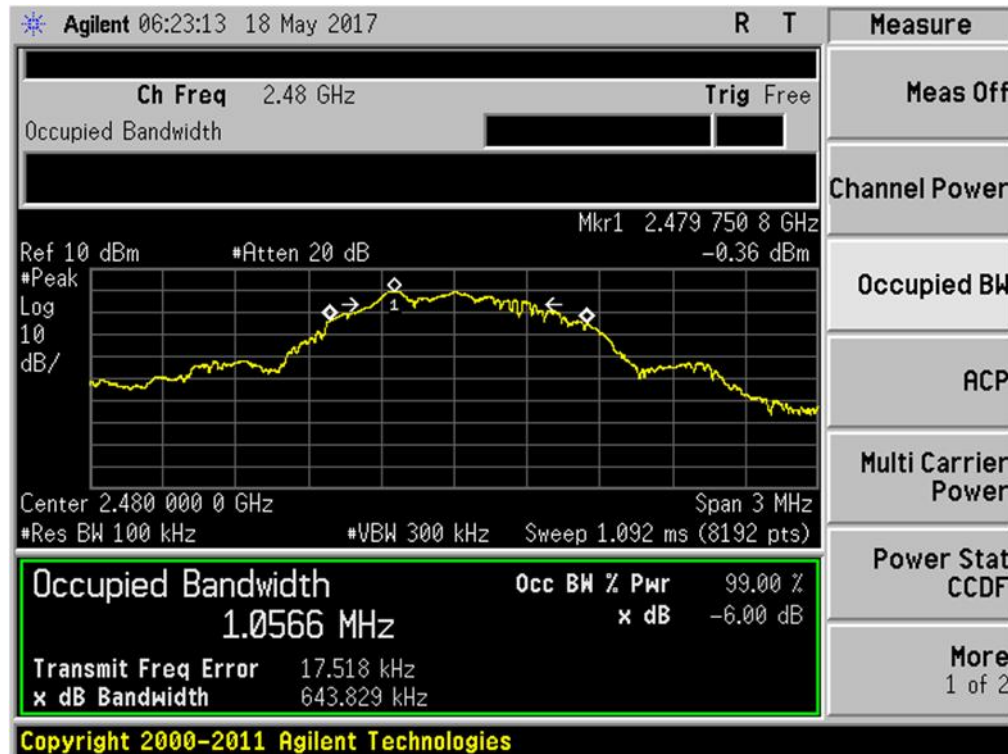 Agilent 06:23:13 18 May 2017 R T
Measure
Ch Freq 2.48 GHz Trig Free
Occupied Bandwidth
Meas Off
Channel Power
Occupied BW
ACP
Multi Carrier
Power
Power Stat
CCDF
More
1 of 2
Mkr1 2.479 750 8 GHz
Ref 10 dBm #Atten 20 dB -0.36 dBm
#Peak
Log
10
dB/
1
Center 2.480 000 0 GHz Span 3 MHz
#Res BW 100 kHz #VBW 300 kHz Sweep 1.092 ms (8192 pts)
Occupied Bandwidth Occ BW % Pwr 99.00 %
1.0566 MHz x dB -6.00 dB
Transmit Freq Error 17.518 kHz
x dB Bandwidth 643.829 kHz
Copyright 2000-2011 Agilent Technologies